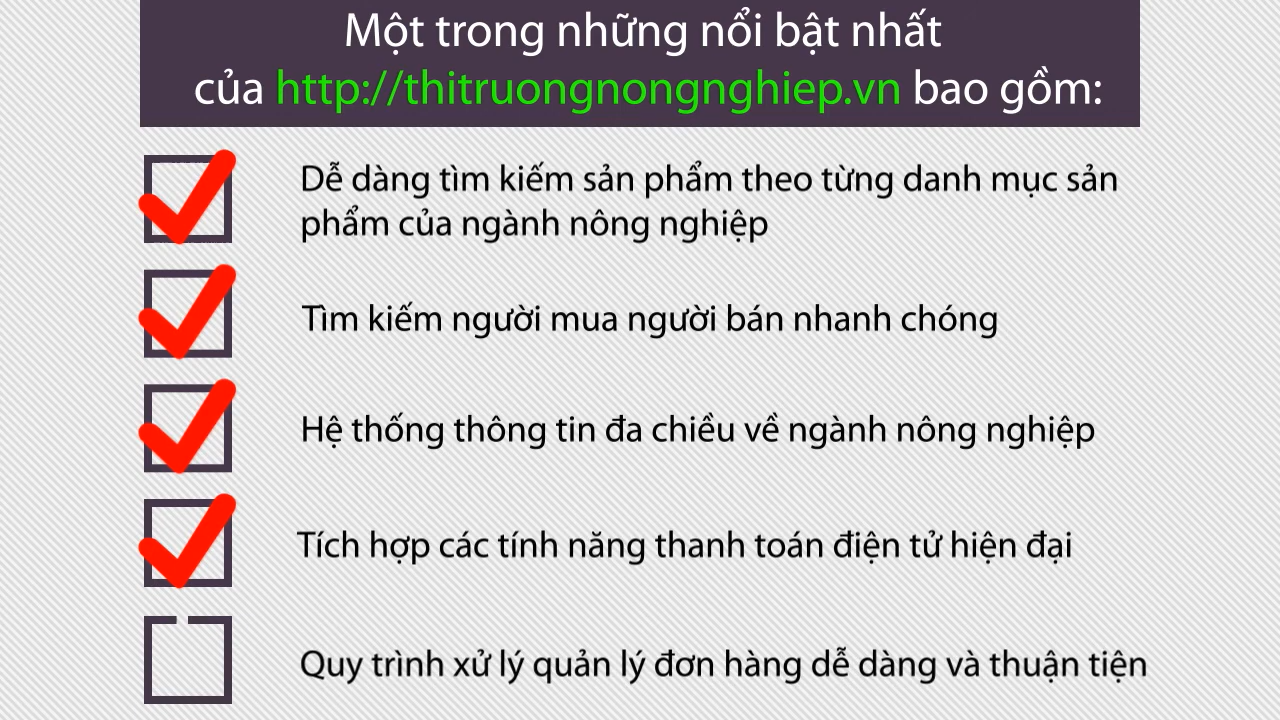 Một trong những nổi bật nhất
của http://thitruongnongnghiep.vn bao gồm:
Dễ dàng tìm kiếm sản phẩm theo từng danh mục sản
phẩm của ngành nông nghiệp
Tìm kiếm người mua người bán nhanh chóng
Hệ thống thông tin đa chiều về ngành nông nghiệp
Tích hợp các tính năng thanh toán điện tử hiện đại
Quy trình xử lý quản lý đơn hàng dễ dàng và thuận tiện